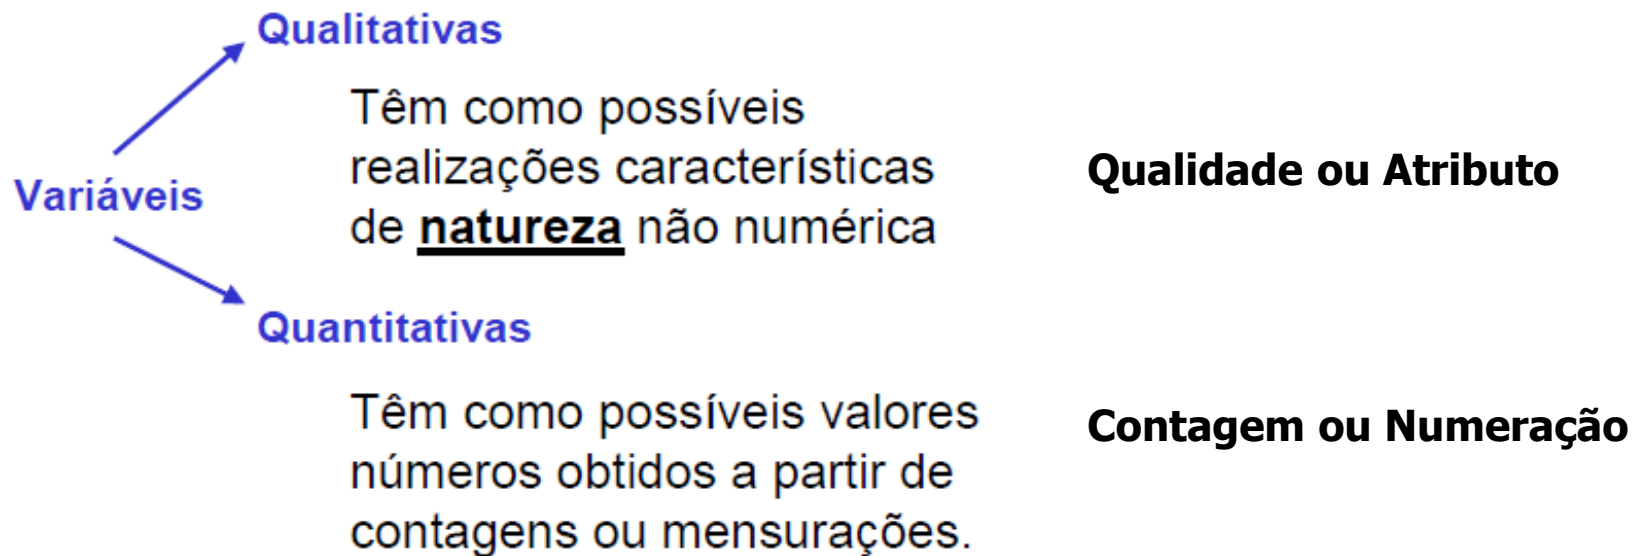 Qualitativas
Têm como possíveis
realizações características
de natureza não numérica
Qualidade ou Atributo
Variáveis
Quantitativas
Têm como possíveis valores
números obtidos a partir de
contagens ou mensurações.
Contagem ou Numeração